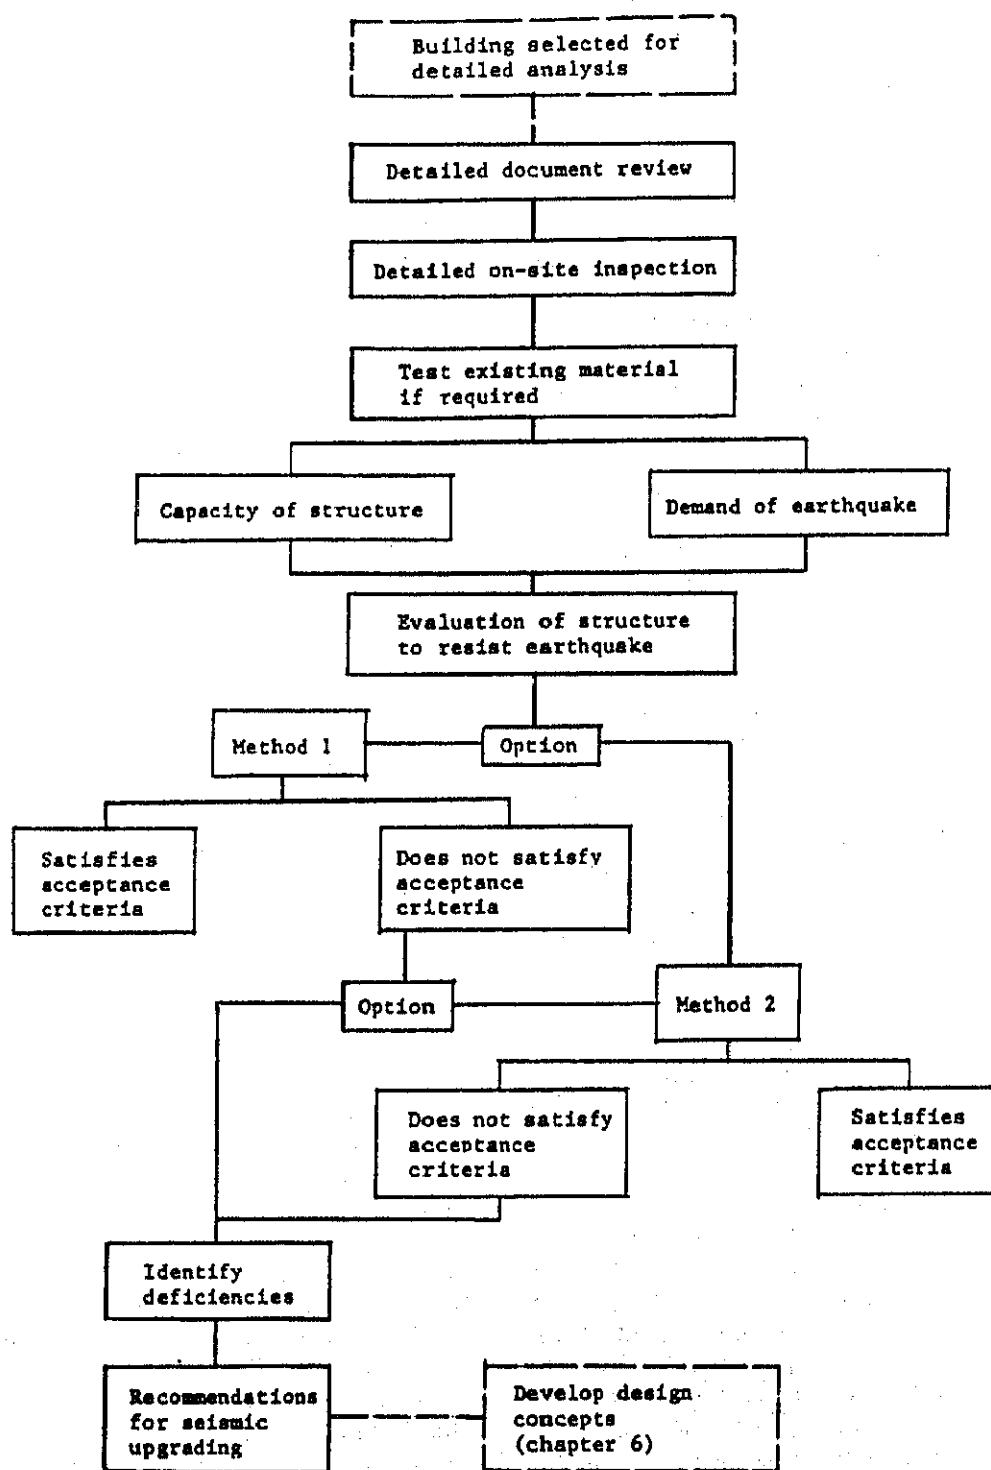 Building selected for
detailed analysis
Detailed document review
Detailed on-site inspection
Test existing material
if required
Capacity of structure
Demand of earthquake
Evaluation of structure
to resist earthquake
Method 1
Option
Satisfies
acceptance
criteria
Does not satisfy
acceptance
criteria
Option
Method 2
Does not satisfy
acceptance
criteria
Satisfies
acceptance
criteria
Identify
deficiencies
Recommendations
for seismic
upgrading
Develop design
concepts
(chapter 6)